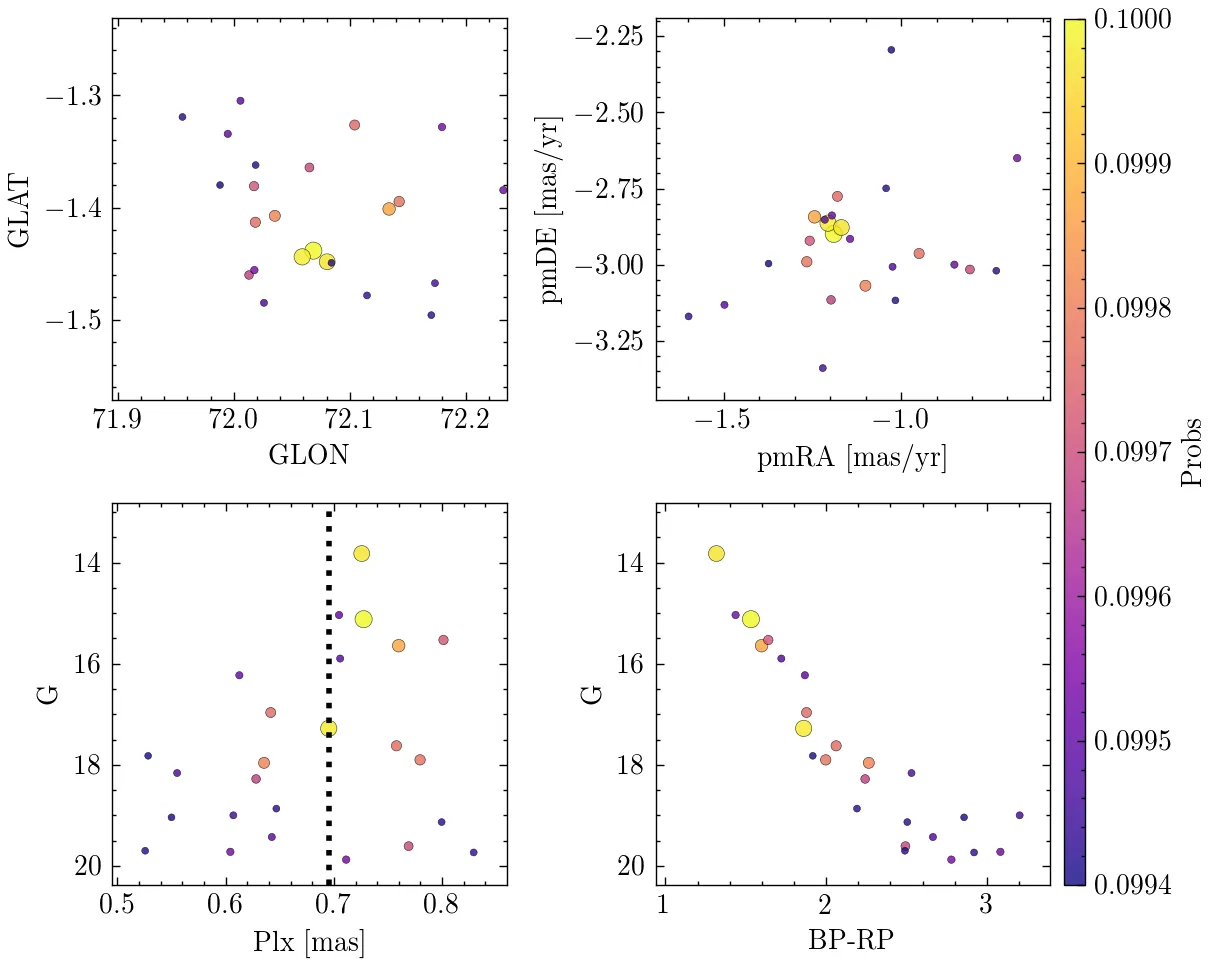 −1.3
−1.4
−1.5
GLAT
71.9 72.0 72.1 72.2
GLON
−2.25
−2.50
−2.75
−3.00
−3.25
pmDE [mas/yr]
−1.5 −1.0
pmRA [mas/yr]
14
16
18
20
G
0.5 0.6 0.7 0.8
Plx [mas]
14
16
18
20
G
1 2 3
BP-RP
0.1000
0.0999
0.0998
0.0997
0.0996
0.0995
0.0994
Probs